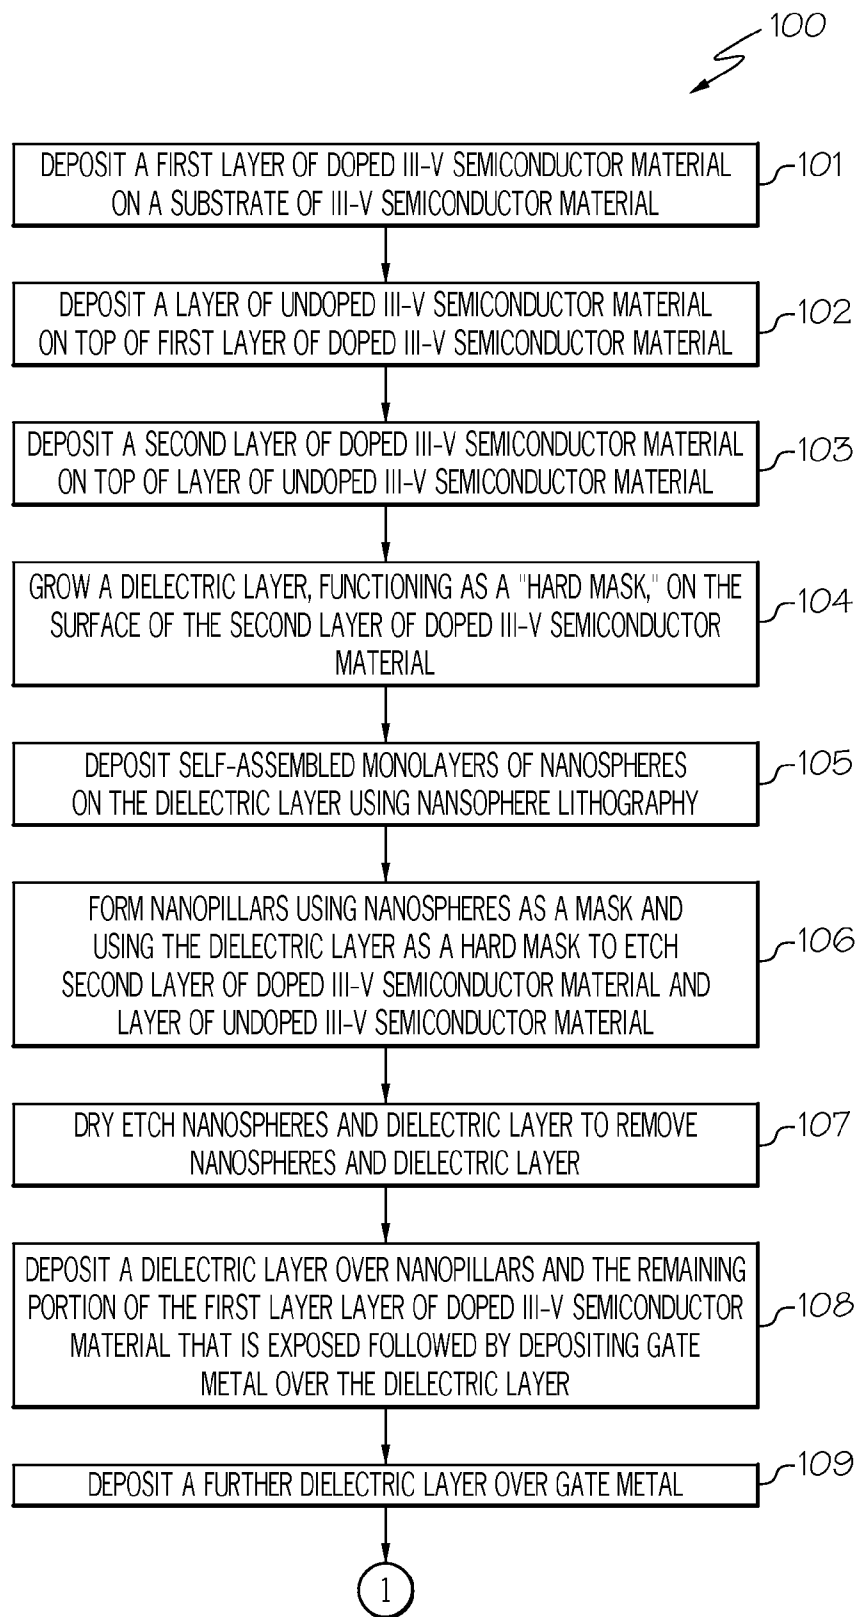 100
DEPOSIT A FIRST LAYER OF DOPED III-V SEMICONDUCTOR MATERIAL
ON A SUBSTRATE OF III-V SEMICONDUCTOR MATERIAL
101
DEPOSIT A LAYER OF UNDOPED III-V SEMICONDUCTOR MATERIAL
ON TOP OF FIRST LAYER OF DOPED III-V SEMICONDUCTOR MATERIAL
102
DEPOSIT A SECOND LAYER OF DOPED III-V SEMICONDUCTOR MATERIAL
ON TOP OF LAYER OF UNDOPED III-V SEMICONDUCTOR MATERIAL
103
GROW A DIELECTRIC LAYER, FUNCTIONING AS A "HARD MASK," ON THE
SURFACE OF THE SECOND LAYER OF DOPED III-V SEMICONDUCTOR
MATERIAL
104
DEPOSIT SELF-ASSEMBLED MONOLAYERS OF NANOSPHERES
ON THE DIELECTRIC LAYER USING NANSOPHERE LITHOGRAPHY
105
FORM NANOPILLARS USING NANOSPHERES AS A MASK AND
USING THE DIELECTRIC LAYER AS A HARD MASK TO ETCH
SECOND LAYER OF DOPED III-V SEMICONDUCTOR MATERIAL AND
LAYER OF UNDOPED III-V SEMICONDUCTOR MATERIAL
106
DRY ETCH NANOSPHERES AND DIELECTRIC LAYER TO REMOVE
NANOSPHERES AND DIELECTRIC LAYER
107
DEPOSIT A DIELECTRIC LAYER OVER NANOPILLARS AND THE REMAINING
PORTION OF THE FIRST LAYER LAYER OF DOPED III-V SEMICONDUCTOR
MATERIAL THAT IS EXPOSED FOLLOWED BY DEPOSITING GATE
METAL OVER THE DIELECTRIC LAYER
108
DEPOSIT A FURTHER DIELECTRIC LAYER OVER GATE METAL
109
1